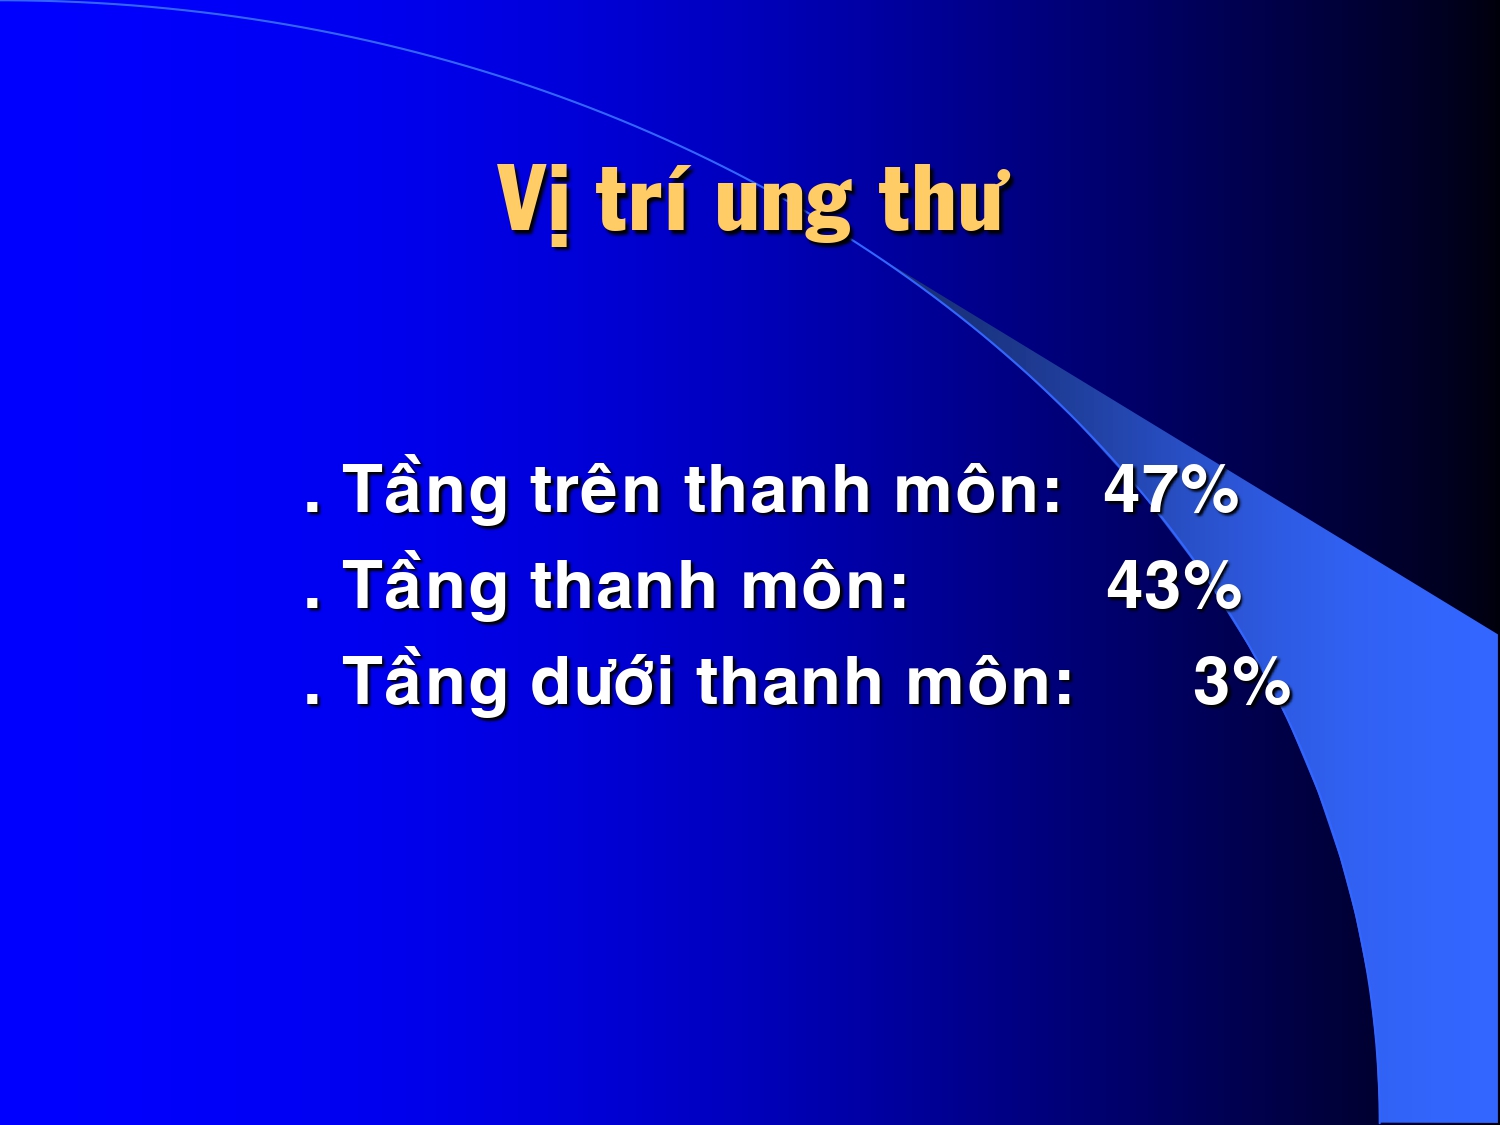 Vị trí ung thư
. Tầng trên thanh môn: 47%
. Tầng thanh môn: 43%
. Tầng dưới thanh môn: 3%